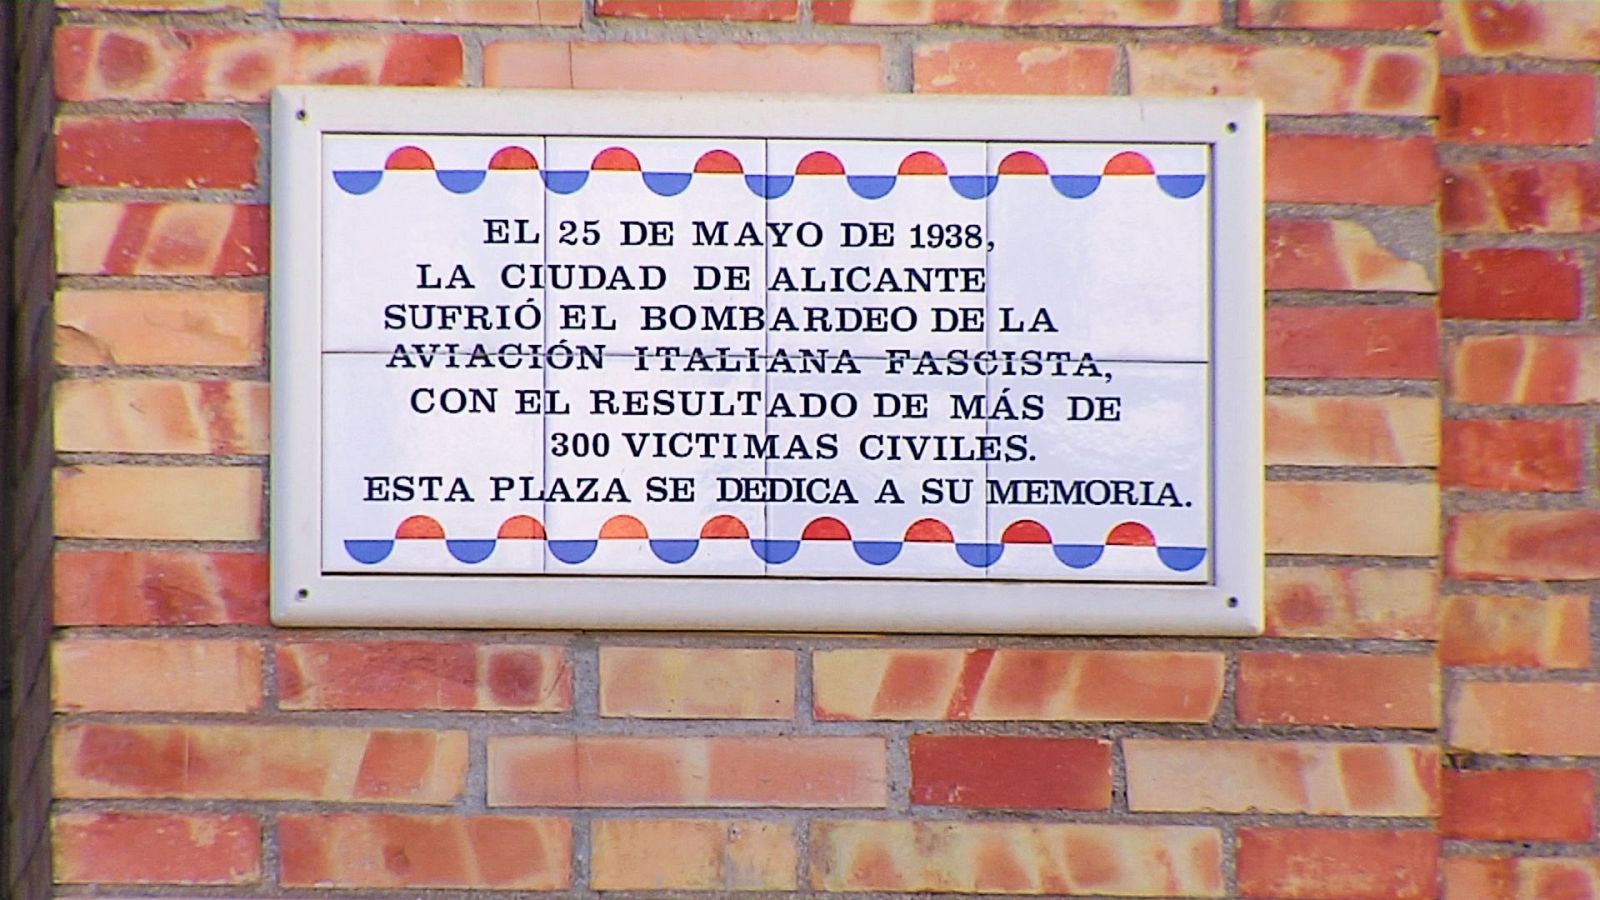 EL 25 DE MAYO DE 1938,
LA CIUDAD DE ALICANTE
SUFRIÓ EL BOMBARDEO DE LA
AVIACIÓN ITALIANA FASCISTA,
CON EL RESULTADO DE MÁS DE
300 VICTIMAS CIVILES.
ESTA PLAZA SE DEDICA A SU MEMORIA.